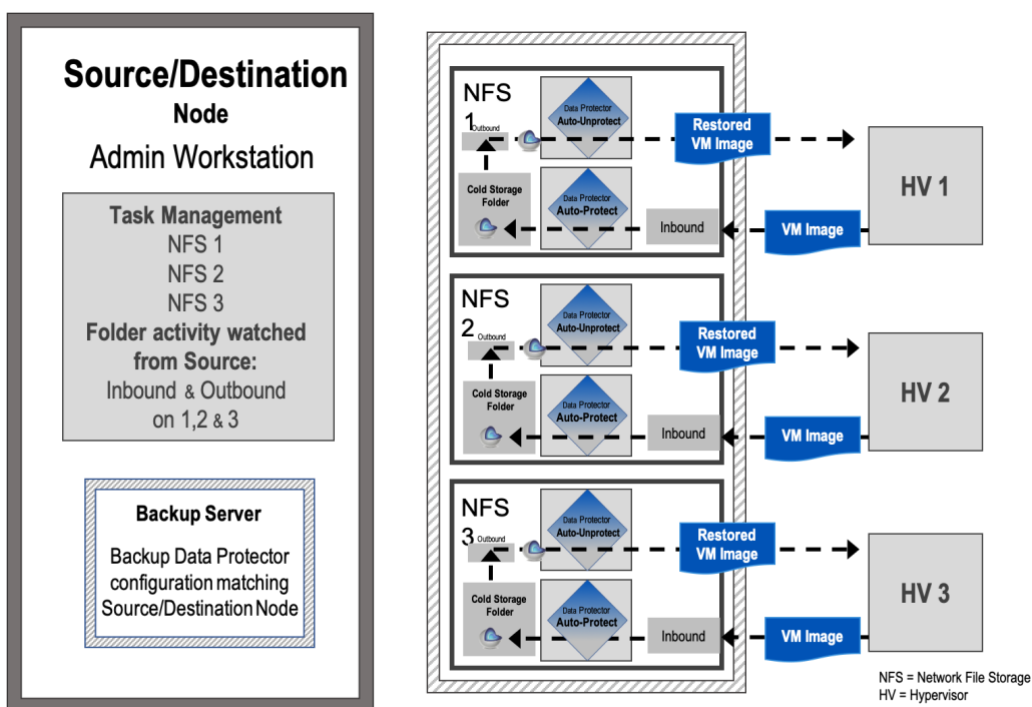 Source/Destination
Node
Admin Workstation
Task Management
NFS 1
NFS 2
NFS 3
Folder activity watched
from Source:
Inbound & Outbound
on 1,2 & 3
Backup Server
Backup Data Protector
configuration matching
Source/Destination Node
NFS
1
Outbound
Data Protector
Auto-Unprotect
Restored
VM Image
HV 1
Cold Storage
Folder
Data Protector
Auto-Protect
Inbound
VM Image
NFS
2
Outbound
Data Protector
Auto-Unprotect
Restored
VM Image
HV 2
Cold Storage
Folder
Data Protector
Auto-Protect
Inbound
VM Image
NFS
3
Outbound
Data Protector
Auto-Unprotect
Restored
VM Image
HV 3
Cold Storage
Folder
Data Protector
Auto-Protect
Inbound
VM Image
NFS = Network File Storage
HV = Hypervisor